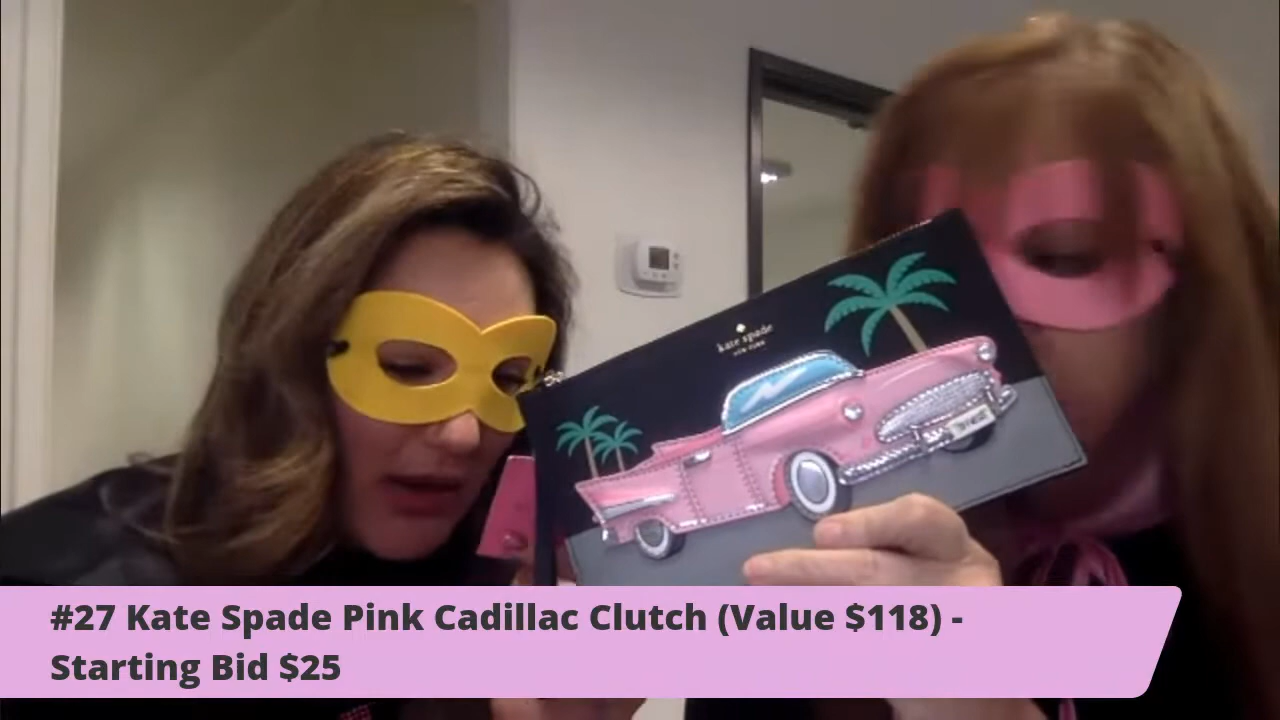 kate spade
NEW YORK
#27 Kate Spade Pink Cadillac Clutch (Value $118) -
Starting Bid $25